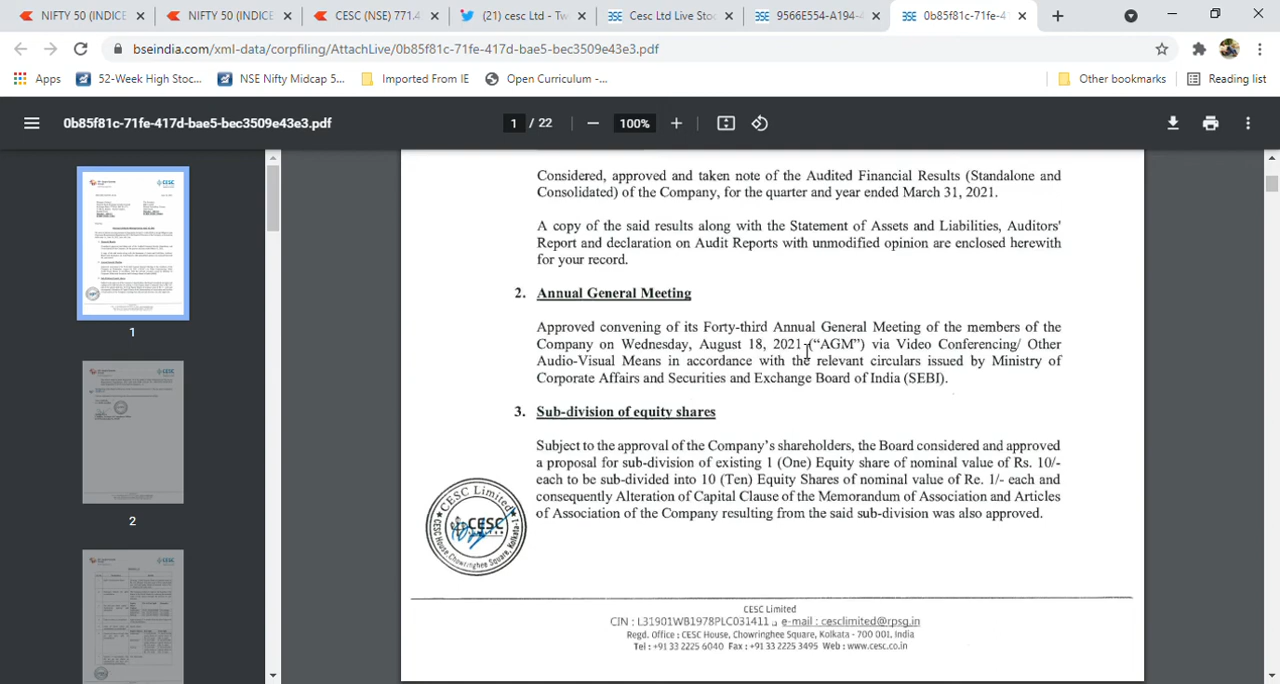 NIFTY 50 (INDICE
NIFTY 50 (INDICE
CESC (NSE) 771.
(21) cesc Ltd - Tw
Cesc Ltd Live Stoc
9566E554-A194-
0b85f81c-71fe-4
bseindia.com/xml-data/corpfiling/AttachLive/0b85f81c-71fe-417d-bae5-bec3509e43e3.pdf
Apps
52-Week High Stoc...
NSE Nifty Midcap 5...
Imported From IE
Open Curriculum -...
Other bookmarks
Reading list
0b85f81c-71fe-417d-bae5-bec3509e43e3.pdf
1 / 22
100%
1
2
Considered, approved and taken note of the Audited Financial Results (Standalone and
Consolidated) of the Company, for the quarter and year ended March 31, 2021.
A copy of the said results along with the Statement of Assets and Liabilities, Auditors'
Report and declaration on Audit Reports with unmodified opinion are enclosed herewith
for your record.
2. Annual General Meeting
Approved convening of its Forty-third Annual General Meeting of the members of the
Company on Wednesday, August 18, 2021 (“AGM”) via Video Conferencing/ Other
Audio-Visual Means in accordance with the relevant circulars issued by Ministry of
Corporate Affairs and Securities and Exchange Board of India (SEBI).
3. Sub-division of equity shares
Subject to the approval of the Company's shareholders, the Board considered and approved
a proposal for sub-division of existing 1 (One) Equity share of nominal value of Rs. 10/-
each to be sub-divided into 10 (Ten) Equity Shares of nominal value of Re. 1/- each and
consequently Alteration of Capital Clause of the Memorandum of Association and Articles
of Association of the Company resulting from the said sub-division was also approved.
CESC Limited
CESC
CESC House, Chowringhee Square, Kolkata-
CESC Limited
CIN : L31901WB1978PLC031411 , e-mail : cesclimited@rpsg.in
Regd. Office : CESC House, Chowringhee Square, Kolkata - 700 001, India
Tel : +91 33 2225 6040 Fax : +91 33 2225 3495 Web : www.cesc.co.in